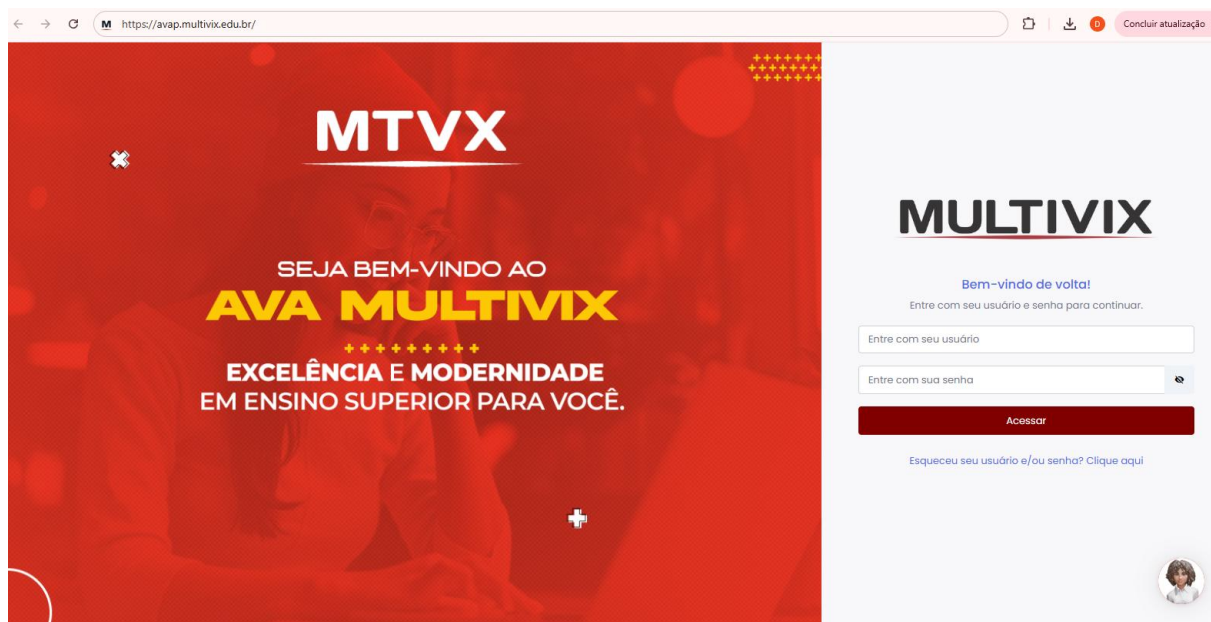 M https://avap.multivix.edu.br/
D Concluir atualização
MTVX
SEJA BEM-VINDO AO
AVA MULTIVIX
EXCELÊNCIA E MODERNIDADE
EM ENSINO SUPERIOR PARA VOCÊ.
MULTIVIX
Bem-vindo de volta!
Entre com seu usuário e senha para continuar.
Entre com seu usuário
Entre com sua senha
Acessar
Esqueceu seu usuário e/ou senha? Clique aqui